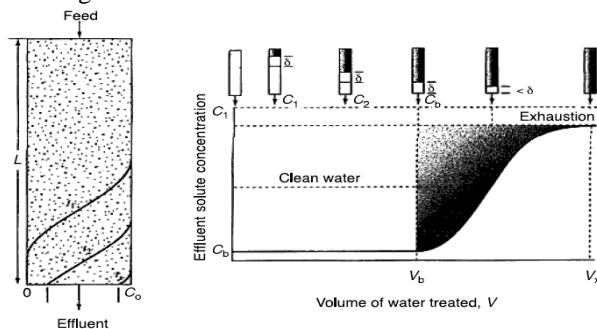 Feed
L
0
C₀
Effluent
δ
δ
δ
< δ
C₁
C₂
C_b
C₁
Exhaustion
Clean water
Effluent solute concentration
C_b
V_b
Vₓ
Volume of water treated, V